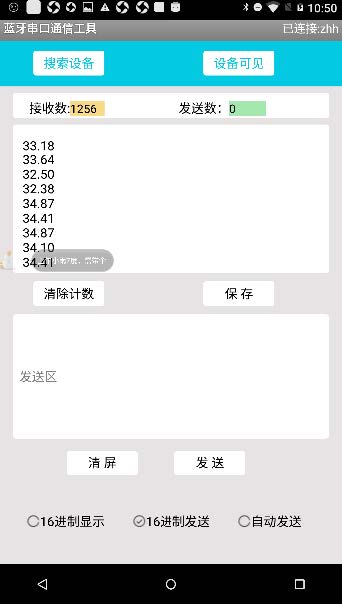 10:50
蓝牙串口通信工具 已连接:zhh
搜索设备 设备可见
接收数:1256 发送数: 0
33.18
33.64
32.50
32.38
34.87
34.41
34.87
34.10
34.41
清除计数 保 存
发送区
清 屏 发 送
16进制显示 16进制发送 自动发送